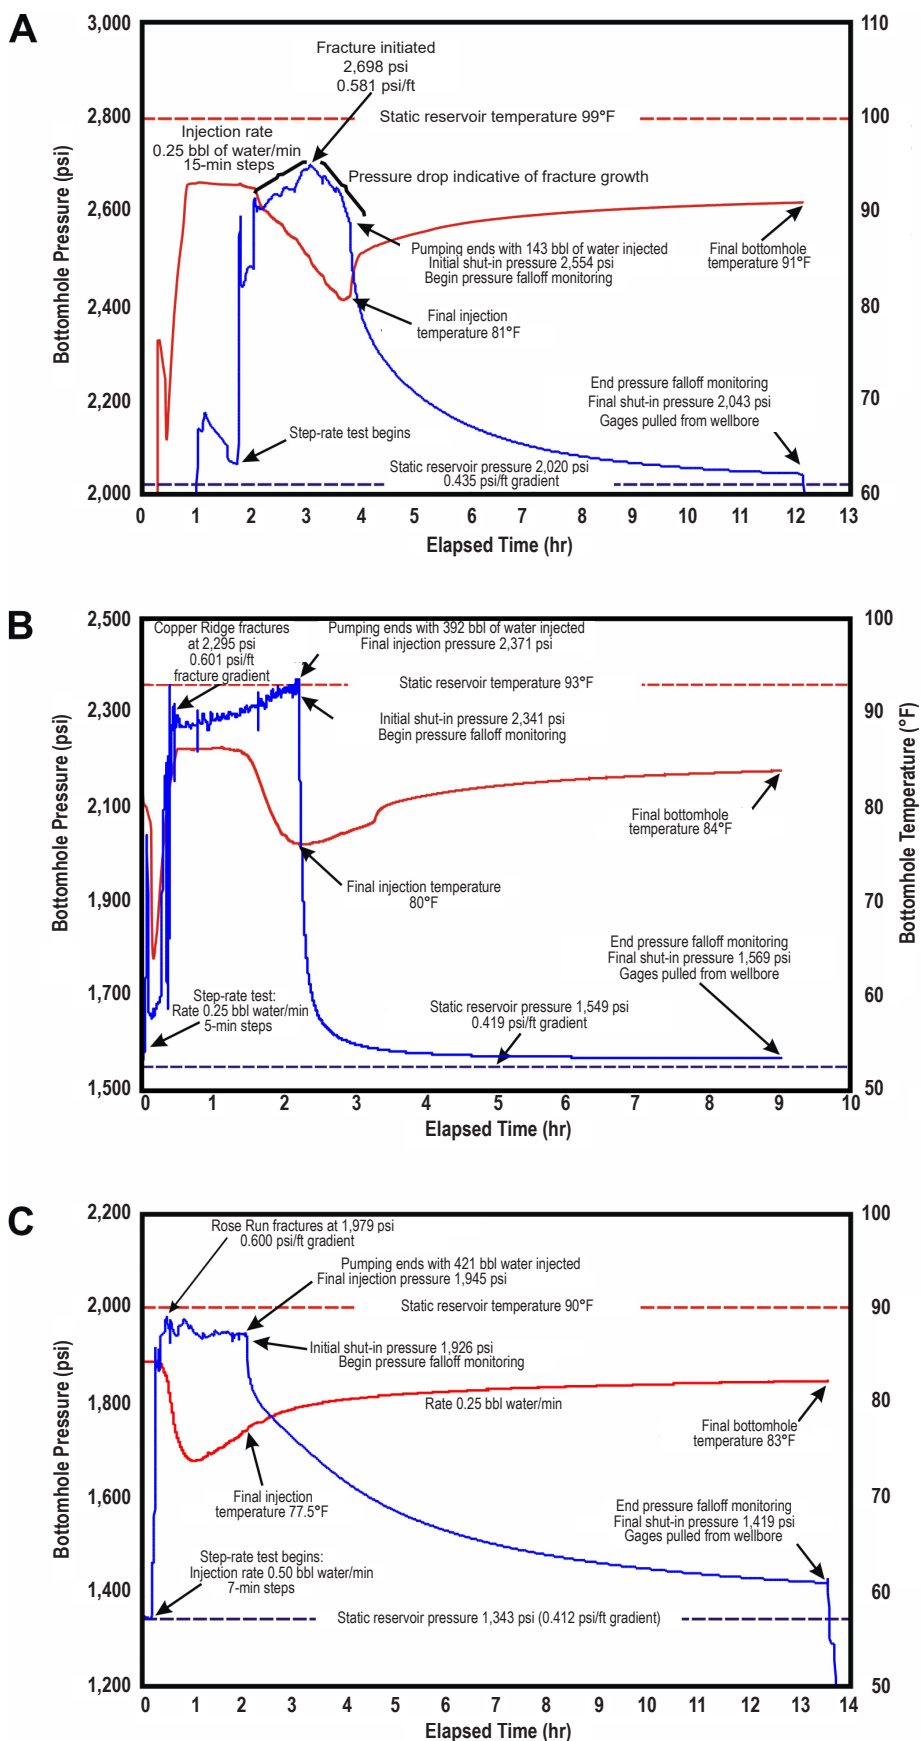 A
3,000
2,800
2,600
2,400
2,200
2,000
Bottomhole Pressure (psi)
110
100
90
80
70
60
Fracture initiated
2,698 psi
0.581 psi/ft
Static reservoir temperature 99°F
Injection rate
0.25 bbl of water/min
15-min steps
Pressure drop indicative of fracture growth
Pumping ends with 143 bbl of water injected
Initial shut-in pressure 2,554 psi
Begin pressure falloff monitoring
Final bottomhole
temperature 91°F
Final injection
temperature 81°F
End pressure falloff monitoring
Final shut-in pressure 2,043 psi
Gages pulled from wellbore
Step-rate test begins
Static reservoir pressure 2,020 psi
0.435 psi/ft gradient
0 1 2 3 4 5 6 7 8 9 10 11 12 13
Elapsed Time (hr)
B
2,500
2,300
2,100
1,900
1,700
1,500
Bottomhole Pressure (psi)
100
90
80
70
60
50
Bottomhole Temperature (°F)
Copper Ridge fractures
at 2,295 psi
0.601 psi/ft
fracture gradient
Pumping ends with 392 bbl of water injected
Final injection pressure 2,371 psi
Static reservoir temperature 93°F
Initial shut-in pressure 2,341 psi
Begin pressure falloff monitoring
Final bottomhole
temperature 84°F
Final injection temperature
80°F
End pressure falloff monitoring
Final shut-in pressure 1,569 psi
Gages pulled from wellbore
Step-rate test:
Rate 0.25 bbl water/min
5-min steps
Static reservoir pressure 1,549 psi
0.419 psi/ft gradient
0 1 2 3 4 5 6 7 8 9 10
Elapsed Time (hr)
C
2,200
2,000
1,800
1,600
1,400
1,200
Bottomhole Pressure (psi)
100
90
80
70
60
50
Rose Run fractures at 1,979 psi
0.600 psi/ft gradient
Pumping ends with 421 bbl water injected
Final injection pressure 1,945 psi
Static reservoir temperature 90°F
Initial shut-in pressure 1,926 psi
Begin pressure falloff monitoring
Rate 0.25 bbl water/min
Final bottomhole
temperature 83°F
Final injection
temperature 77.5°F
End pressure falloff monitoring
Final shut-in pressure 1,419 psi
Gages pulled from wellbore
Step-rate test begins:
Injection rate 0.50 bbl water/min
7-min steps
Static reservoir pressure 1,343 psi (0.412 psi/ft gradient)
0 1 2 3 4 5 6 7 8 9 10 11 12 13 14
Elapsed Time (hr)